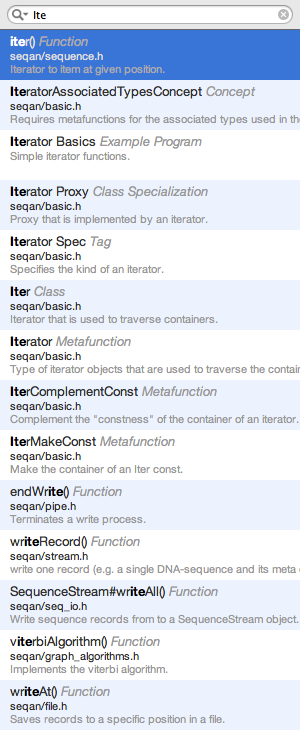 Ite
iter() Function
seqan/sequence.h
Iterator to item at given position.
IteratorAssociatedTypesConcept Concept
seqan/basic.h
Requires metafunctions for the associated types used in the
Iterator Basics Example Program
Simple iterator functions.
Iterator Proxy Class Specialization
seqan/basic.h
Proxy that is implemented by an iterator.
Iterator Spec Tag
seqan/basic.h
Specifies the kind of an iterator.
Iter Class
seqan/basic.h
Iterator that is used to traverse containers.
Iterator Metafunction
seqan/basic.h
Type of iterator objects that are used to traverse the contain
IterComplementConst Metafunction
seqan/basic.h
Complement the "constness" of the container of an iterator.
IterMakeConst Metafunction
seqan/basic.h
Make the container of an Iter const.
endWrite() Function
seqan/pipe.h
Terminates a write process.
writeRecord() Function
seqan/stream.h
write one record (e.g. a single DNA-sequence and its meta
SequenceStream#writeAll() Function
seqan/seq_io.h
Write sequence records from to a SequenceStream object.
viterbiAlgorithm() Function
seqan/graph_algorithms.h
Implements the viterbi algorithm.
writeAt() Function
seqan/file.h
Saves records to a specific position in a file.